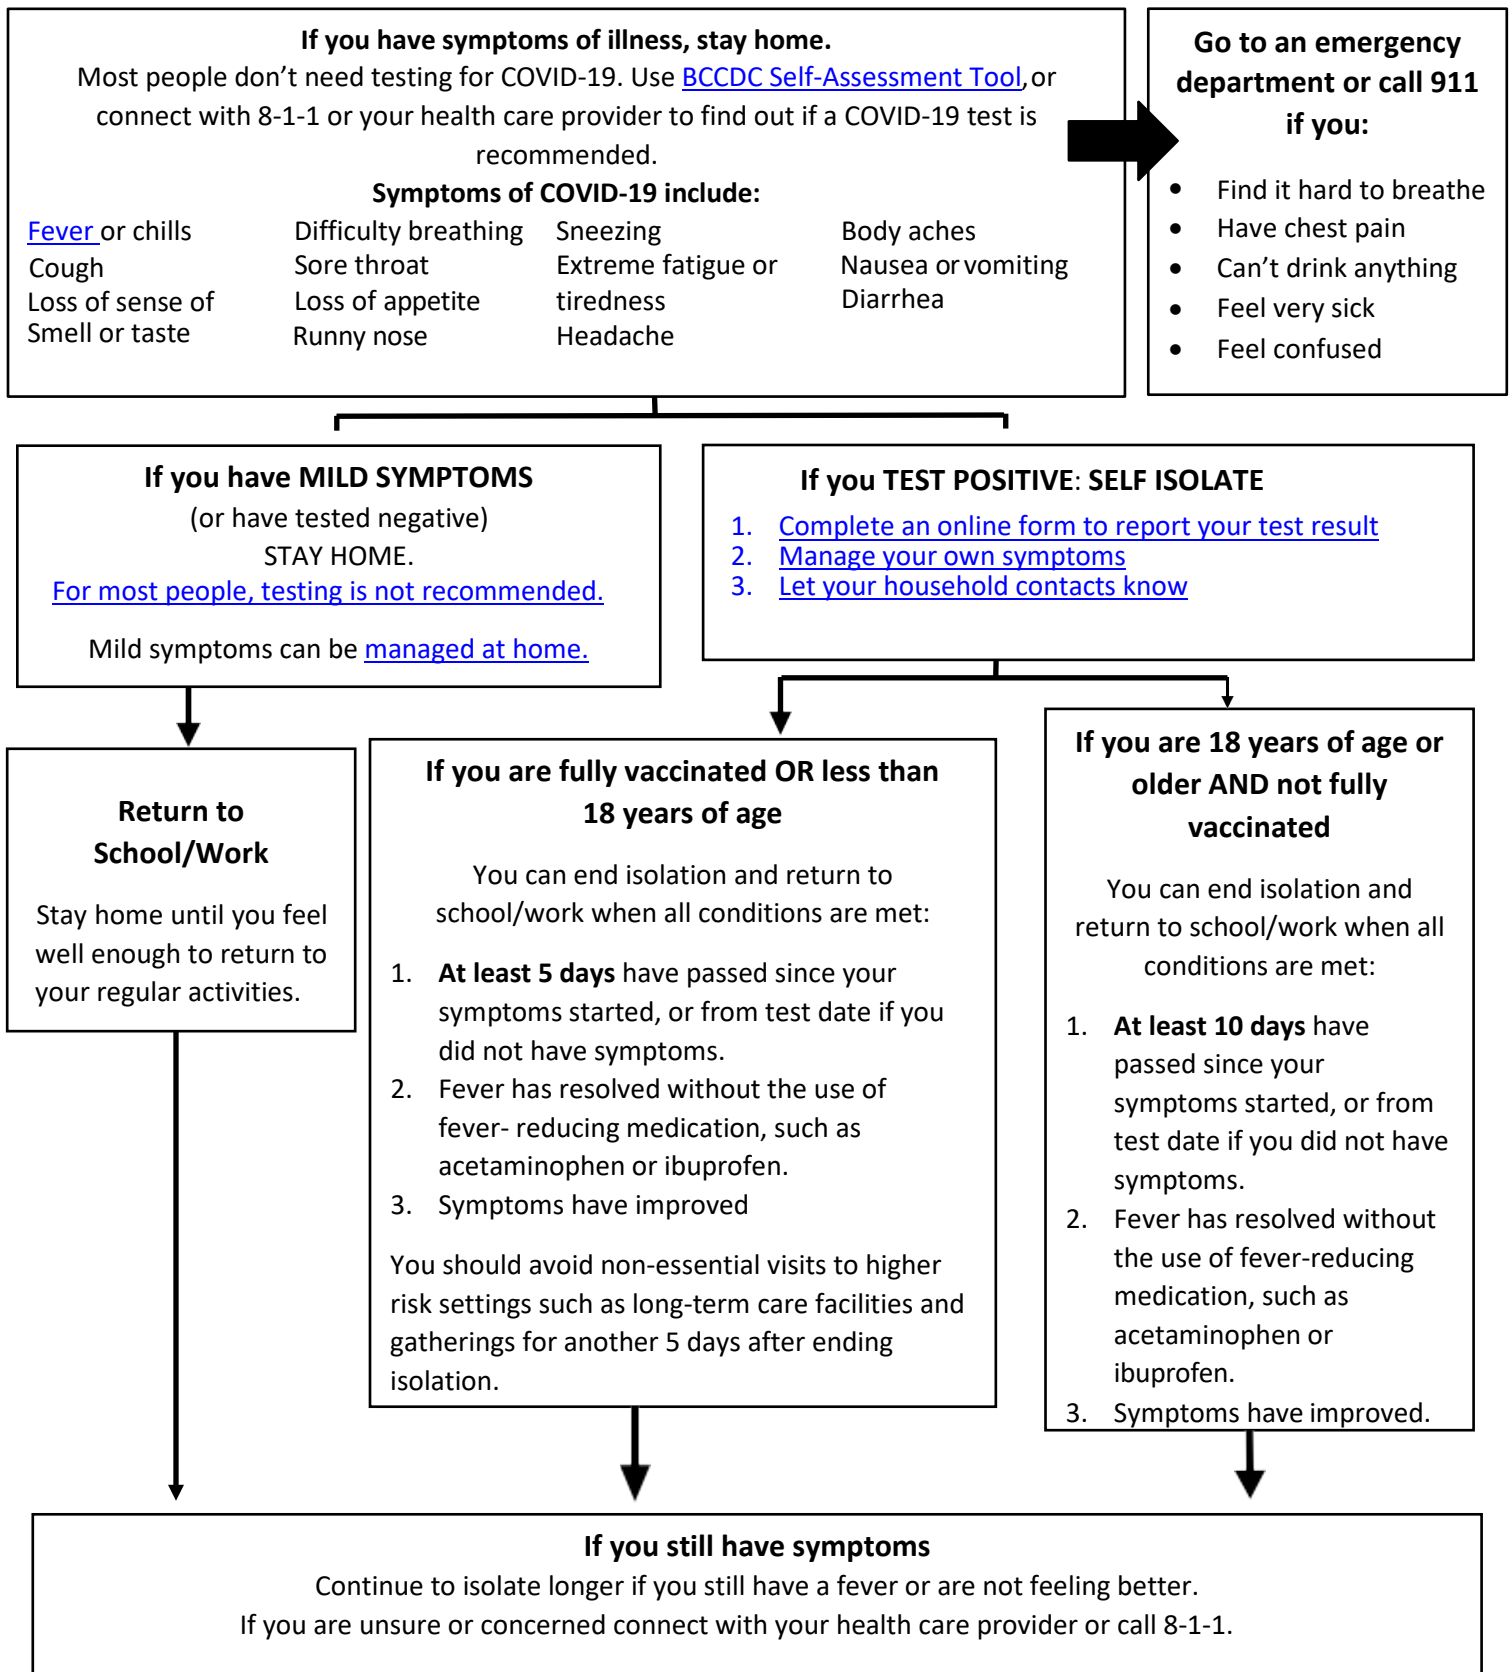 If you have symptoms of illness, stay home.
Most people don't need testing for COVID-19. Use BCCDC Self-Assessment Tool, or
connect with 8-1-1 or your health care provider to find out if a COVID-19 test is
recommended.
Symptoms of COVID-19 include:
Fever or chills
Cough
Loss of sense of
Smell or taste
Difficulty breathing
Sore throat
Loss of appetite
Runny nose
Sneezing
Extreme fatigue or
tiredness
Headache
Body aches
Nausea or vomiting
Diarrhea
Go to an emergency
department or call 911
if you:
• Find it hard to breathe
• Have chest pain
• Can't drink anything
• Feel very sick
• Feel confused
If you have MILD SYMPTOMS
(or have tested negative)
STAY HOME.
For most people, testing is not recommended.
Mild symptoms can be managed at home.
If you TEST POSITIVE: SELF ISOLATE
1. Complete an online form to report your test result
2. Manage your own symptoms
3. Let your household contacts know
Return to
School/Work
Stay home until you feel
well enough to return to
your regular activities.
If you are fully vaccinated OR less than
18 years of age
You can end isolation and return to
school/work when all conditions are met:
1. At least 5 days have passed since your
symptoms started, or from test date if you
did not have symptoms.
2. Fever has resolved without the use of
fever- reducing medication, such as
acetaminophen or ibuprofen.
3. Symptoms have improved
You should avoid non-essential visits to higher
risk settings such as long-term care facilities and
gatherings for another 5 days after ending
isolation.
If you are 18 years of age or
older AND not fully
vaccinated
You can end isolation and
return to school/work when all
conditions are met:
1. At least 10 days have
passed since your
symptoms started, or from
test date if you did not have
symptoms.
2. Fever has resolved without
the use of fever-reducing
medication, such as
acetaminophen or
ibuprofen.
3. Symptoms have improved.
If you still have symptoms
Continue to isolate longer if you still have a fever or are not feeling better.
If you are unsure or concerned connect with your health care provider or call 8-1-1.